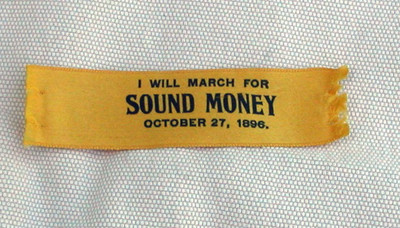 I WILL MARCH FOR
SOUND MONEY
OCTOBER 27, 1896.